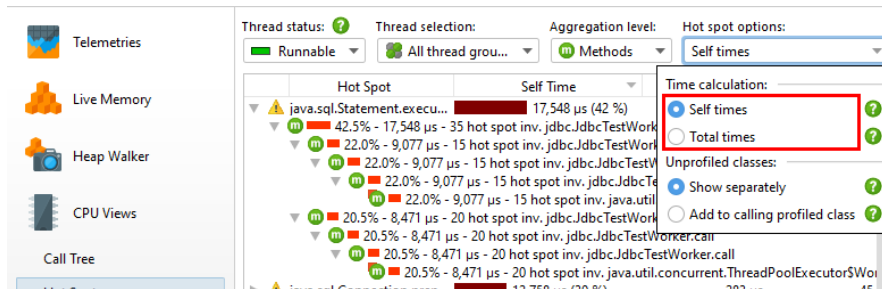 Thread status: Thread selection: Aggregation level: Hot spot options:
Runnable All thread grou... Methods Self times
Telemetries
Live Memory
Heap Walker
CPU Views
Call Tree
Hot Spot Self Time
java.sql.Statement.execu... 17,548 µs (42 %)
42.5% - 17,548 µs - 35 hot spot inv. jdbc.JdbcTestWork
22.0% - 9,077 µs - 15 hot spot inv. jdbc.JdbcTestWork
22.0% - 9,077 µs - 15 hot spot inv. jdbc.JdbcTestW
22.0% - 9,077 µs - 15 hot spot inv. jdbc.JdbcT
22.0% - 9,077 µs - 15 hot spot inv. java.util
20.5% - 8,471 µs - 20 hot spot inv. jdbc.JdbcTestWork
20.5% - 8,471 µs - 20 hot spot inv. jdbc.JdbcTestWorker.call
20.5% - 8,471 µs - 20 hot spot inv. jdbc.JdbcTestWorker.call
20.5% - 8,471 µs - 20 hot spot inv. java.util.concurrent.ThreadPoolExecutor$Wor
Time calculation:
Self times
Total times
Unprofiled classes:
Show separately
Add to calling profiled class